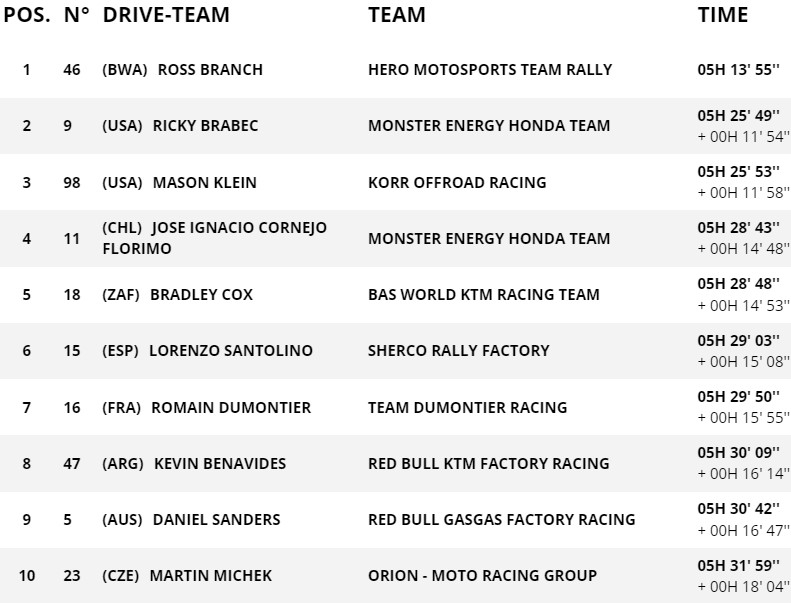 POS. N° DRIVE-TEAM TEAM TIME
1 46 (BWA) ROSS BRANCH HERO MOTOSPORTS TEAM RALLY 05H 13' 55''
2 9 (USA) RICKY BRABEC MONSTER ENERGY HONDA TEAM 05H 25' 49''
+ 00H 11' 54''
3 98 (USA) MASON KLEIN KORR OFFROAD RACING 05H 25' 53''
+ 00H 11' 58''
4 11 (CHL) JOSE IGNACIO CORNEJO FLORIMO MONSTER ENERGY HONDA TEAM 05H 28' 43''
+ 00H 14' 48''
5 18 (ZAF) BRADLEY COX BAS WORLD KTM RACING TEAM 05H 28' 48''
+ 00H 14' 53''
6 15 (ESP) LORENZO SANTOLINO SHERCO RALLY FACTORY 05H 29' 03''
+ 00H 15' 08''
7 16 (FRA) ROMAIN DUMONTIER TEAM DUMONTIER RACING 05H 29' 50''
+ 00H 15' 55''
8 47 (ARG) KEVIN BENAVIDES RED BULL KTM FACTORY RACING 05H 30' 09''
+ 00H 16' 14''
9 5 (AUS) DANIEL SANDERS RED BULL GASGAS FACTORY RACING 05H 30' 42''
+ 00H 16' 47''
10 23 (CZE) MARTIN MICHEK ORION - MOTO RACING GROUP 05H 31' 59''
+ 00H 18' 04''